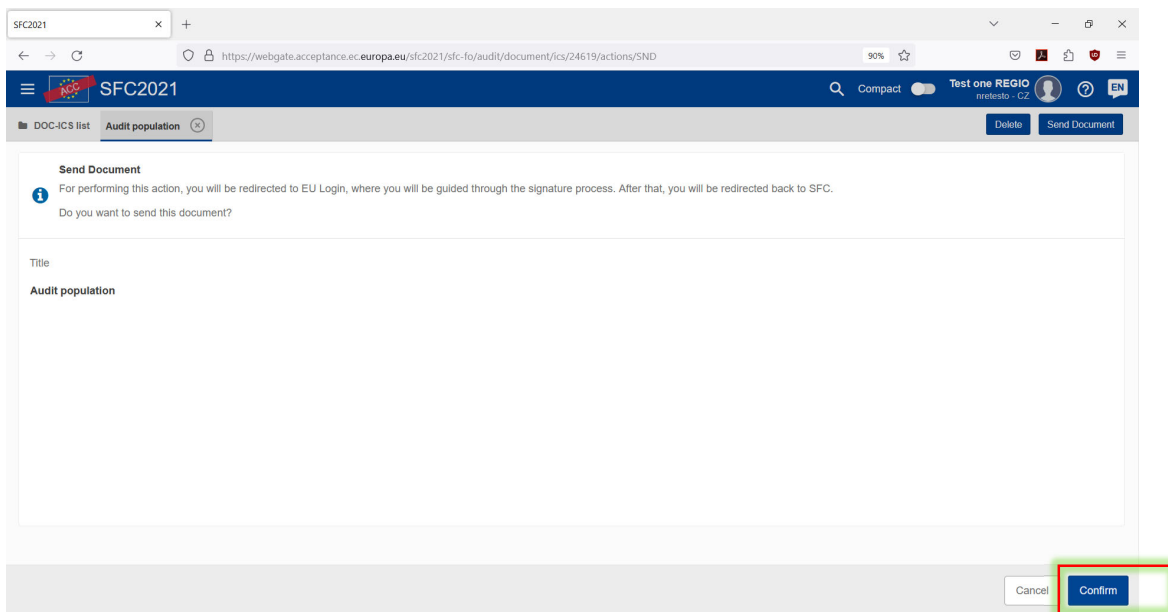 SFC2021
https://webgate.acceptance.ec.europa.eu/sfc2021/sfc-fo/audit/document/ics/24619/actions/SND
90%
ACC
SFC2021
Compact
Test one REGIO
nretesto - CZ
EN
DOC-ICS list
Audit population
Delete
Send Document
Send Document
For performing this action, you will be redirected to EU Login, where you will be guided through the signature process. After that, you will be redirected back to SFC.
Do you want to send this document?
Title
Audit population
Cancel
Confirm